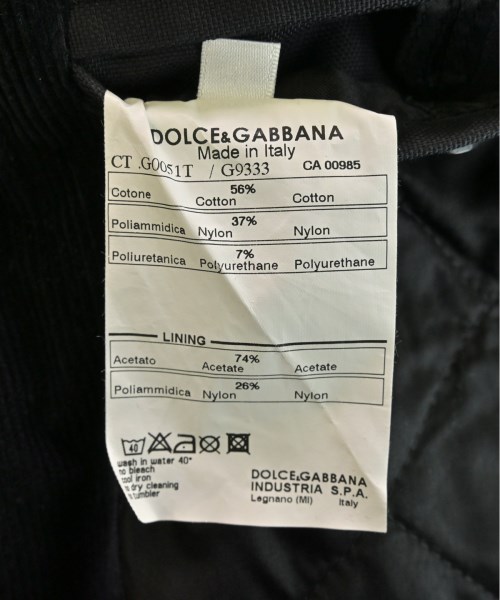 DOLCE&GABBANA
Made in Italy
CT .G0051T / G9333 CA 00985
56%
Cotone Cotton Cotton
37%
Poliammidica Nylon Nylon
7%
Poliuretanica Polyurethane Polyurethane
LINING
74%
Acetato Acetate Acetate
26%
Poliammidica Nylon Nylon
40 A
wash in water 40°
no bleach
cool iron
dry cleaning
tumbler
DOLCE&GABBANA
INDUSTRIA S.P.A.
Legnano (MI) Italy